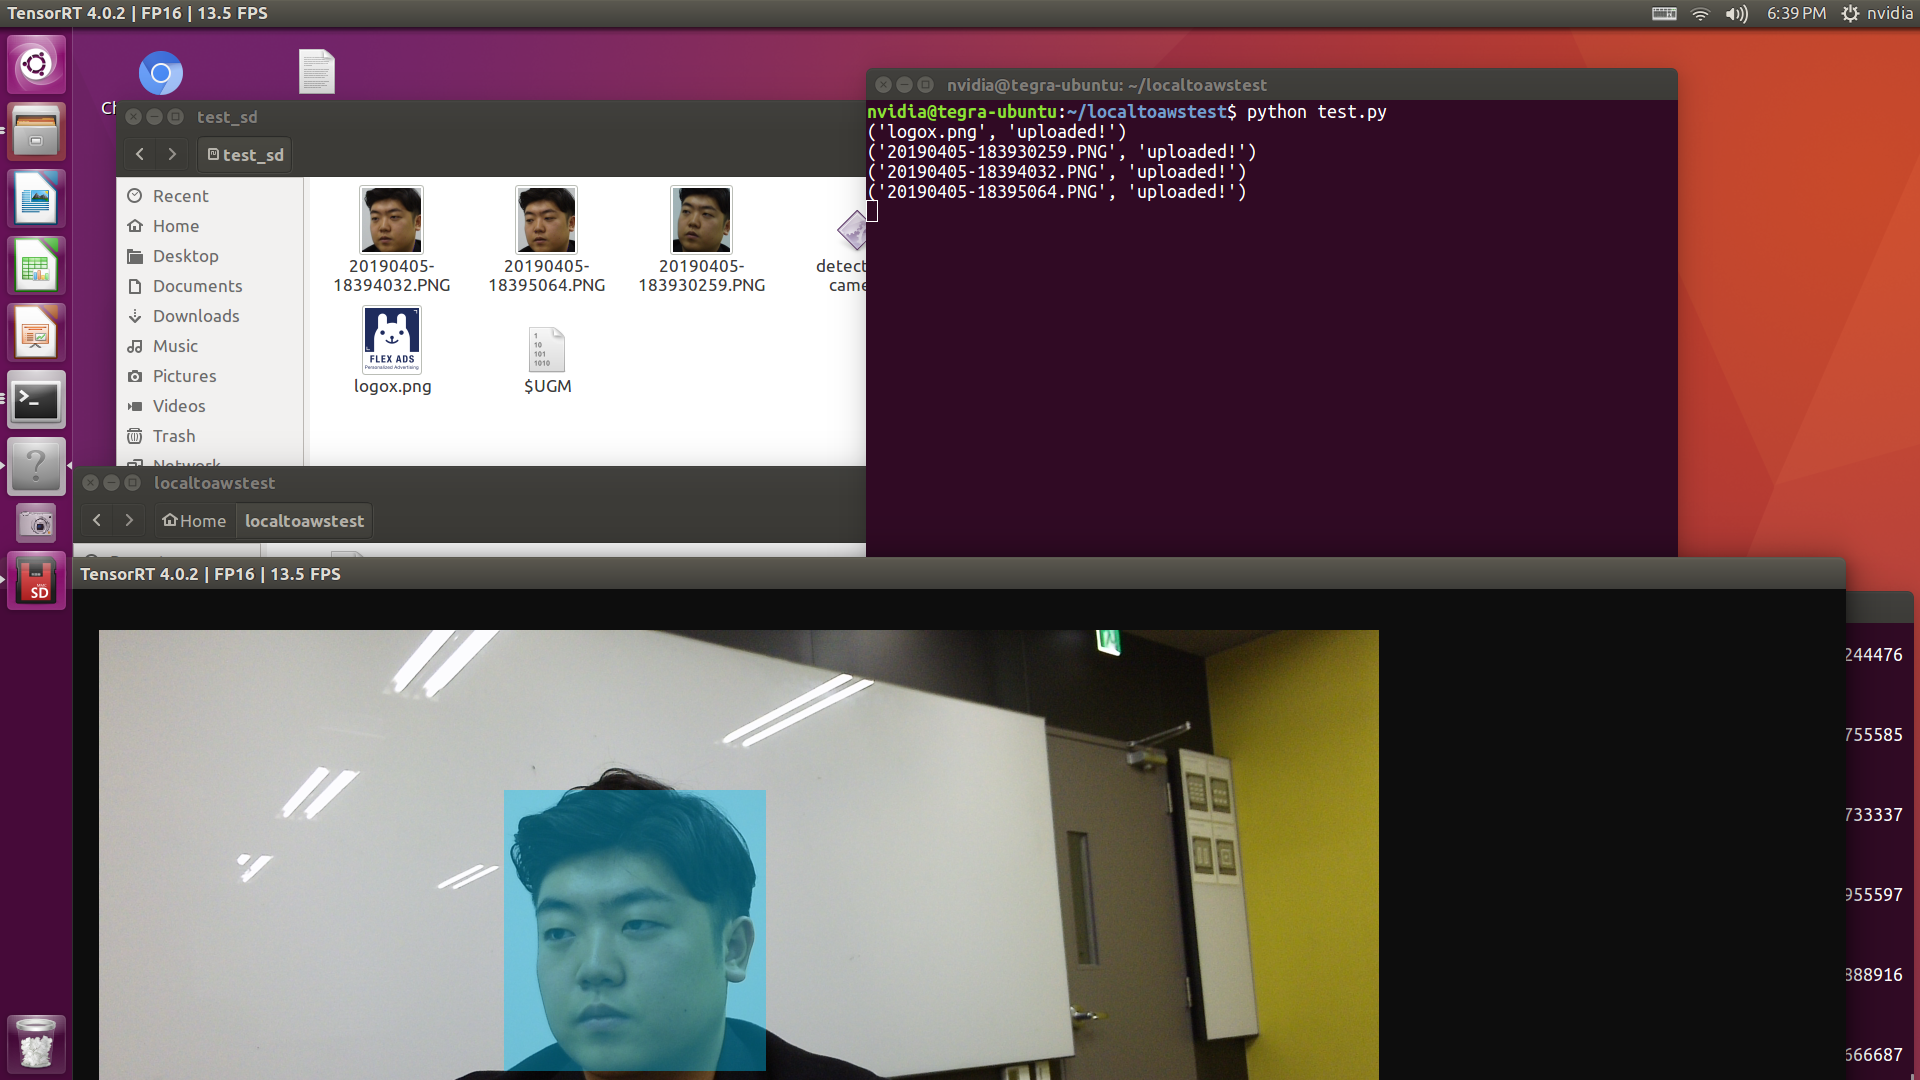 TensorRT 4.0.2 | FP16 | 13.5 FPS
6:39 PM
nvidia
nvidia@tegra-ubuntu: ~/localtoawstest
nvidia@tegra-ubuntu:~/localtoawstest$ python test.py
('logox.png', 'uploaded!')
('20190405-183930259.PNG', 'uploaded!')
('20190405-18394032.PNG', 'uploaded!')
('20190405-18395064.PNG', 'uploaded!')
Ch
test_sd
test_sd
Recent
Home
Desktop
Documents
Downloads
Music
Pictures
Videos
Trash
Network
20190405-
18394032.PNG
20190405-
18395064.PNG
20190405-
183930259.PNG
detect
came
FLEX ADS
Personalized Advertising
logox.png
1
10
101
1010
$UGM
localtoawstest
Home
localtoawstest
SD
TensorRT 4.0.2 | FP16 | 13.5 FPS
244476
755585
733337
955597
888916
666687